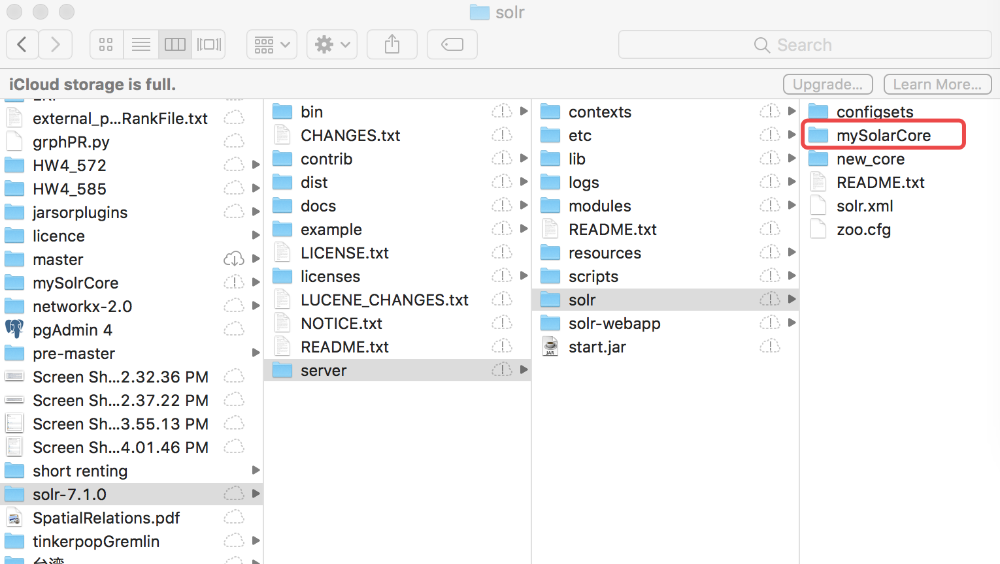 solr
Search
iCloud storage is full.
Upgrade...
Learn More...
external_p...RankFile.txt
grphPR.py
HW4_572
HW4_585
jarsorplugins
licence
master
mySolrCore
networkx-2.0
pgAdmin 4
pre-master
Screen Sh...2.32.36 PM
Screen Sh...2.37.22 PM
Screen Sh...3.55.13 PM
Screen Sh...4.01.46 PM
short renting
solr-7.1.0
SpatialRelations.pdf
tinkerpopGremlin
台湾
bin
CHANGES.txt
contrib
dist
docs
example
LICENSE.txt
licenses
LUCENE_CHANGES.txt
NOTICE.txt
README.txt
server
contexts
etc
lib
logs
modules
README.txt
resources
scripts
solr
solr-webapp
start.jar
JAR
configsets
mySolarCore
new_core
README.txt
solr.xml
zoo.cfg